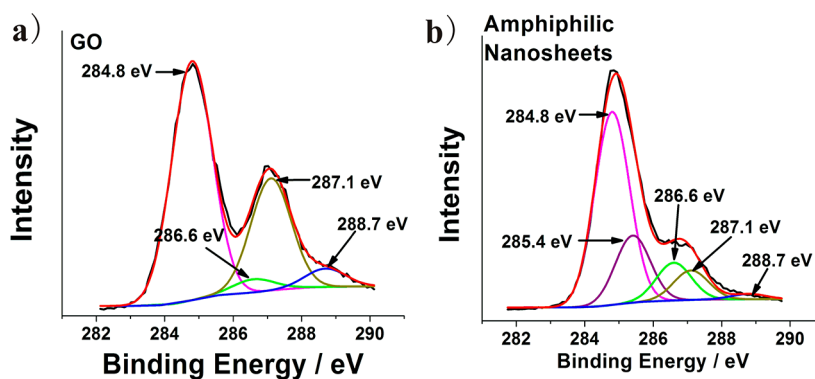 a)
GO
284.8 eV
287.1 eV
286.6 eV
288.7 eV
Intensity
282 284 286 288 290
Binding Energy / eV
b)
Amphiphilic
Nanosheets
284.8 eV
286.6 eV
287.1 eV
285.4 eV
288.7 eV
Intensity
282 284 286 288 290
Binding Energy / eV